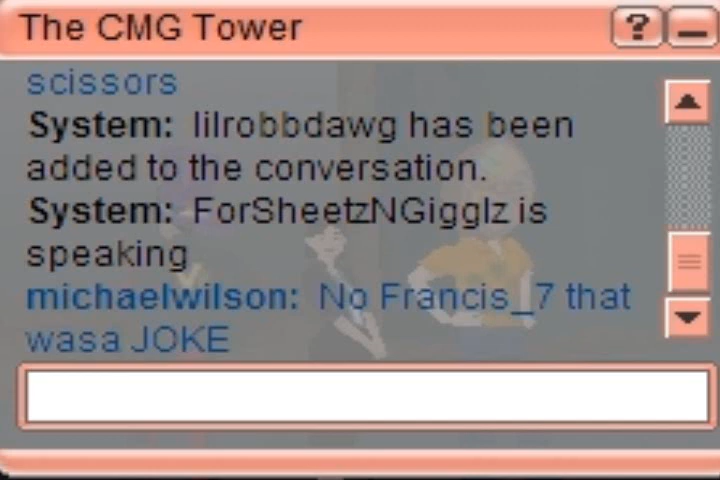 The CMG Tower
?
scissors
System: lilrobbdawg has been
added to the conversation.
System: ForSheetzNGigglz is
speaking
michaelwilson: No Francis_7 that
wasa JOKE